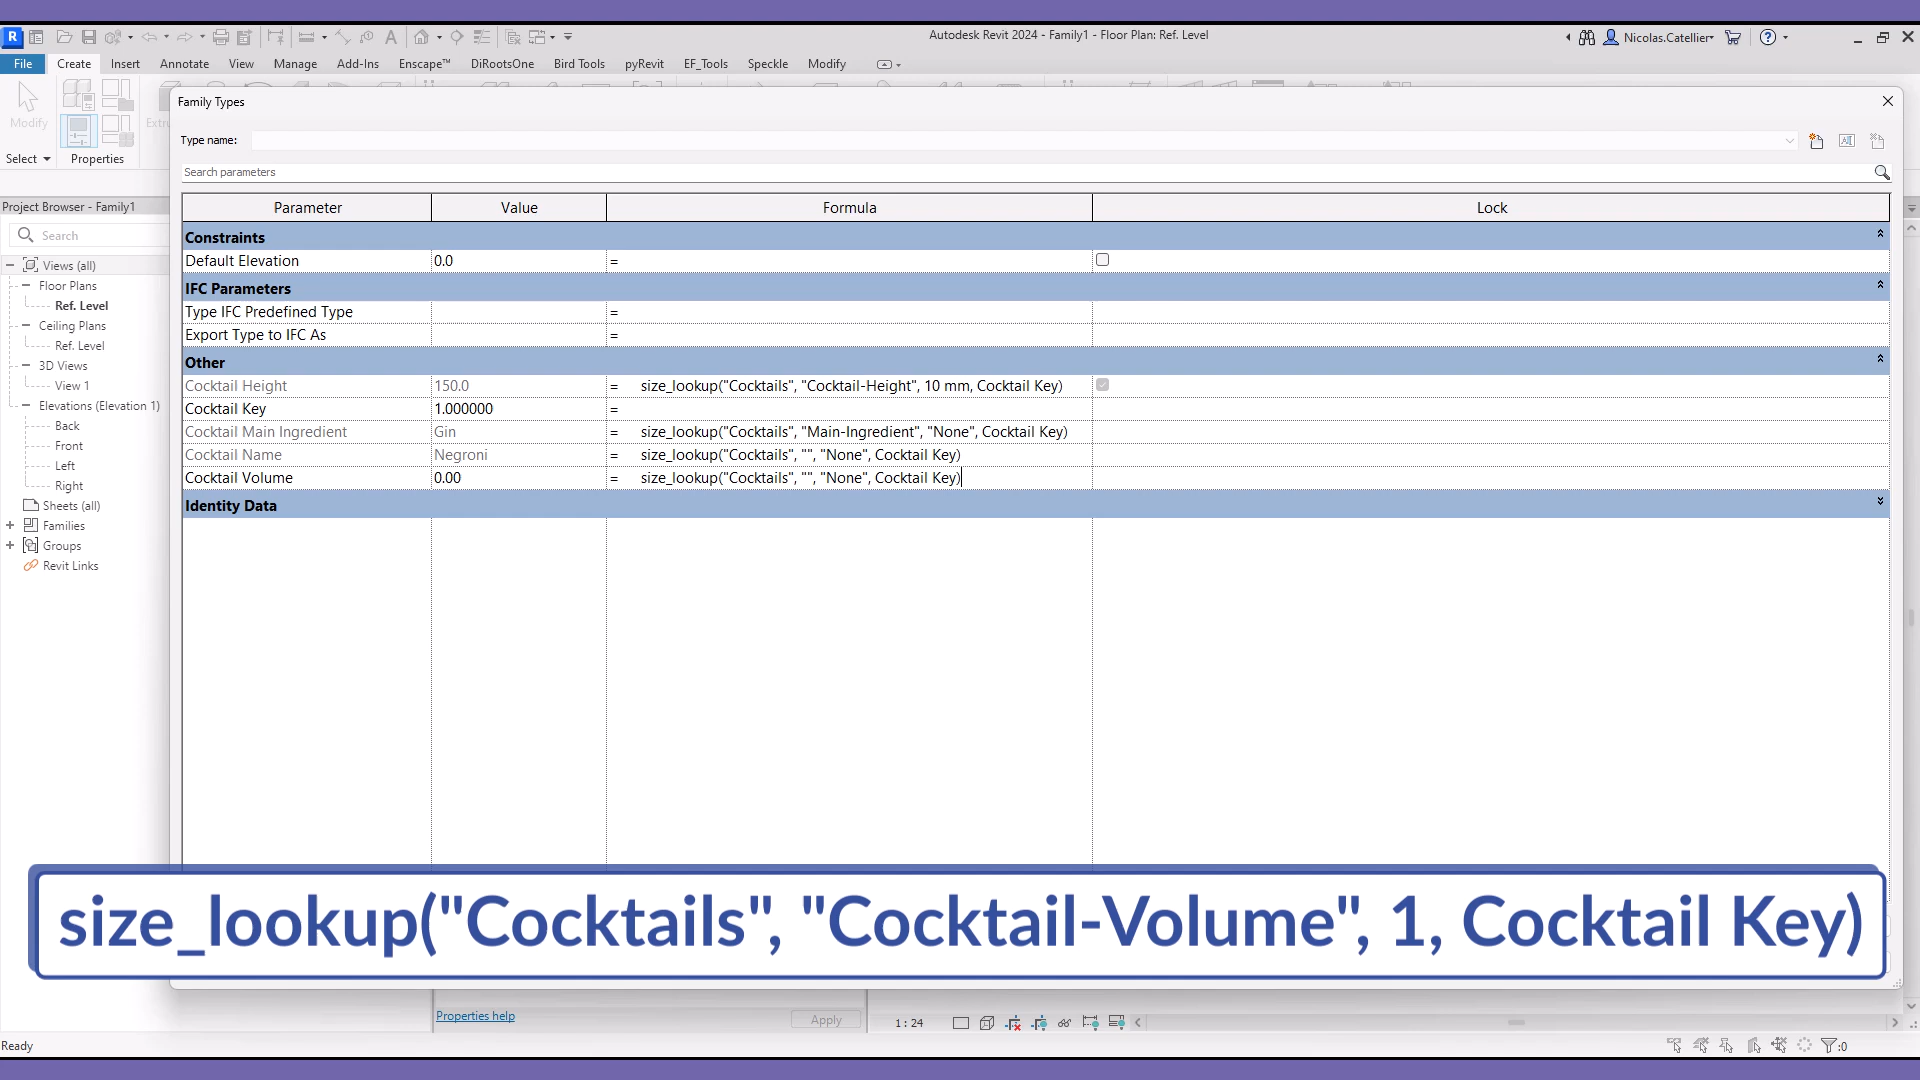 Autodesk Revit 2024 - Family1 - Floor Plan: Ref. Level
Nicolas.Catellier
File Create Insert Annotate View Manage Add-Ins Enscape™ DiRootsOne Bird Tools pyRevit EF_Tools Speckle Modify
Modify
Select
Properties
Family Types
Type name:
Search parameters
Parameter Value Formula Lock
Constraints
Default Elevation 0.0 =
IFC Parameters
Type IFC Predefined Type =
Export Type to IFC As =
Other
Cocktail Height 150.0 = size_lookup("Cocktails", "Cocktail-Height", 10 mm, Cocktail Key)
Cocktail Key 1.000000 =
Cocktail Main Ingredient Gin = size_lookup("Cocktails", "Main-Ingredient", "None", Cocktail Key)
Cocktail Name Negroni = size_lookup("Cocktails", "", "None", Cocktail Key)
Cocktail Volume 0.00 = size_lookup("Cocktails", "", "None", Cocktail Key)
Identity Data
Project Browser - Family1
Search
Views (all)
Floor Plans
Ref. Level
Ceiling Plans
Ref. Level
3D Views
View 1
Elevations (Elevation 1)
Back
Front
Left
Right
Sheets (all)
Families
Groups
Revit Links
size_lookup("Cocktails", "Cocktail-Volume", 1, Cocktail Key)
Properties help
Apply
1 : 24
Ready
:0